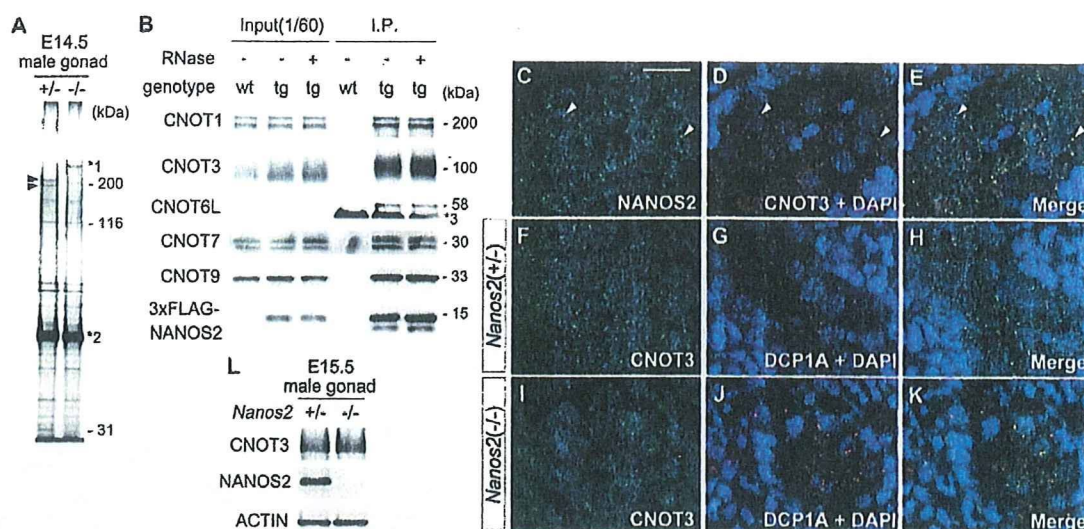 A
E14.5
male gonad
+/- -/-
(kDa)
*1
- 200
- 116
*2
- 31
B
Input(1/60) I.P.
RNase - - + - - +
genotype wt tg tg wt tg tg (kDa)
CNOT1 - 200
CNOT3 - 100
CNOT6L - 58
*3
CNOT7 - 30
CNOT9 - 33
3xFLAG- - 15
NANOS2
L
E15.5
male gonad
Nanos2 +/- -/-
CNOT3
NANOS2
ACTIN
C D E
NANOS2 CNOT3 + DAPI Merge
Nanos2(+/-)
F G H
CNOT3 DCP1A + DAPI Merge
Nanos2(-/-)
I J K
CNOT3 DCP1A + DAPI Merge